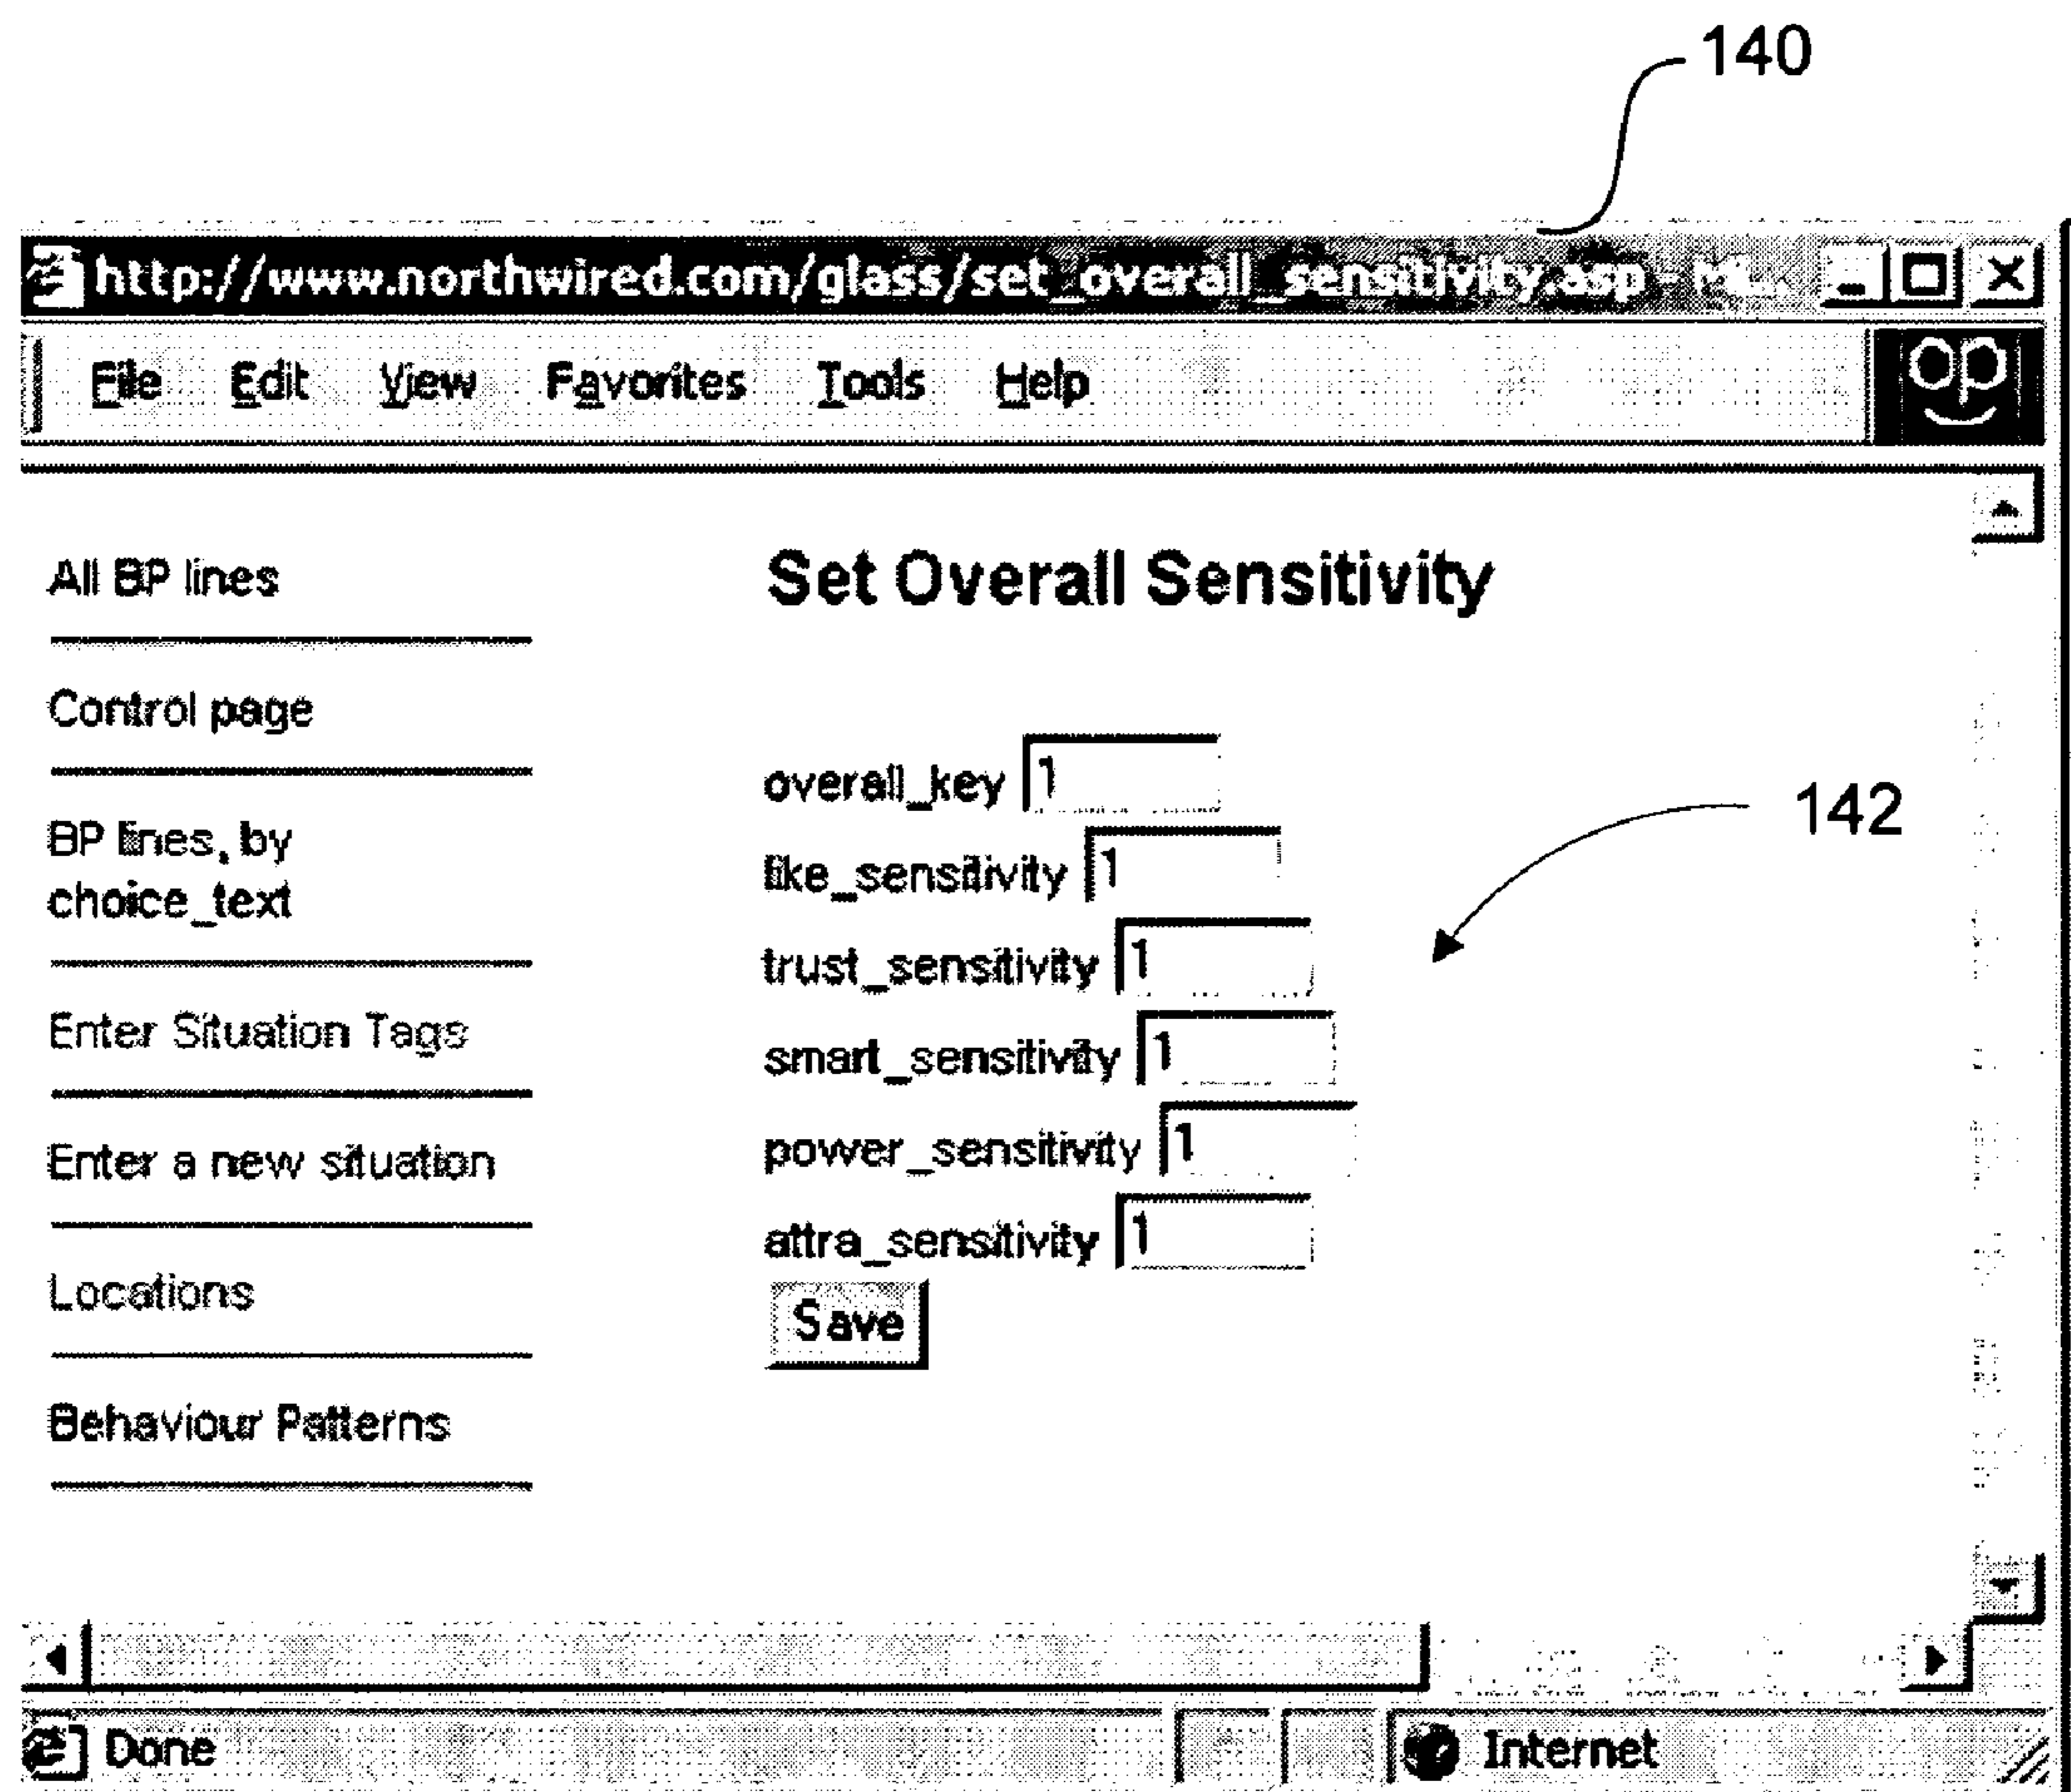 140
http://www.northwired.com/glass/set_overall_sensitivity.asp -
File Edit View Favorites Tools Help
All BP lines
Control page
BP lines, by
choice_text
Enter Situation Tags
Enter a new situation
Locations
Behaviour Patterns
Set Overall Sensitivity
overall_key 1
like_sensitivity 1
trust_sensitivity 1
smart_sensitivity 1
power_sensitivity 1
attra_sensitivity 1
Save
142
Done
Internet